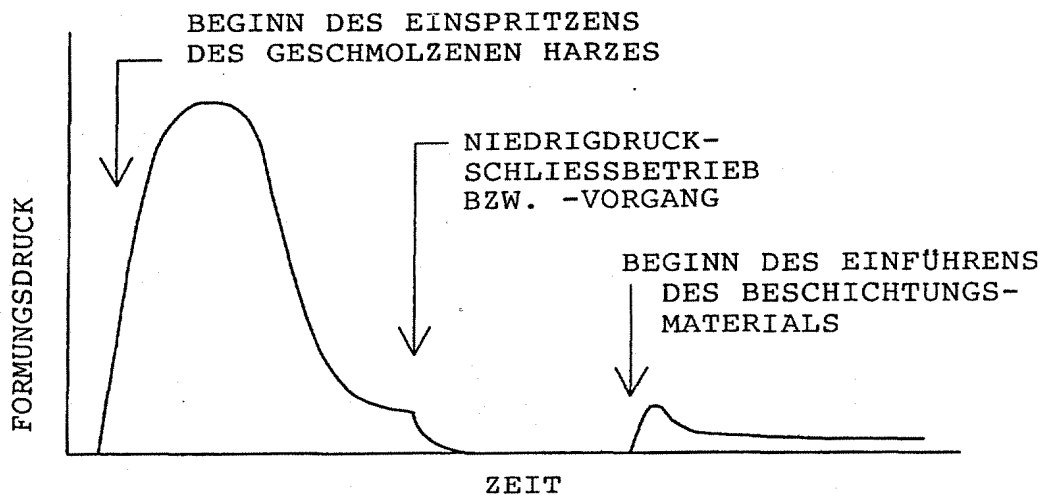 BEGINN DES EINSPRITZENS
DES GESCHMOLZENEN HARZES
NIEDRIGDRUCK-
SCHLIESSBETRIEB
BZW. -VORGANG
BEGINN DES EINFÜHRENS
DES BESCHICHTUNGS-
MATERIALS
FORMUNGSDRUCK
ZEIT